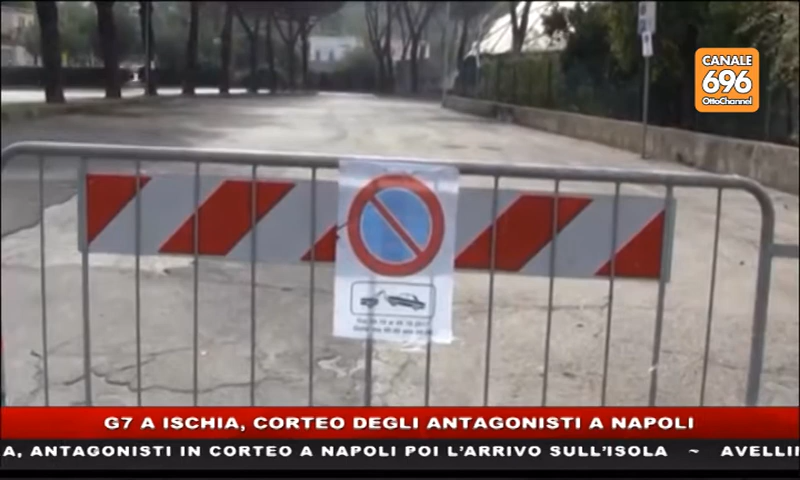 CANALE
696
OttoChannel
G7 A ISCHIA, CORTEO DEGLI ANTAGONISTI A NAPOLI
A, ANTAGONISTI IN CORTEO A NAPOLI POI L'ARRIVO SULL'ISOLA ~ AVELLI